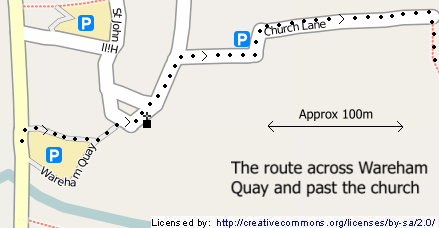 St John Hill
P
P
Church Lane
Approx 100m
P
Wareham Quay
The route across Wareham
Quay and past the church
Licensed by: http://creativecommons.org/licenses/by-sa/2.0/